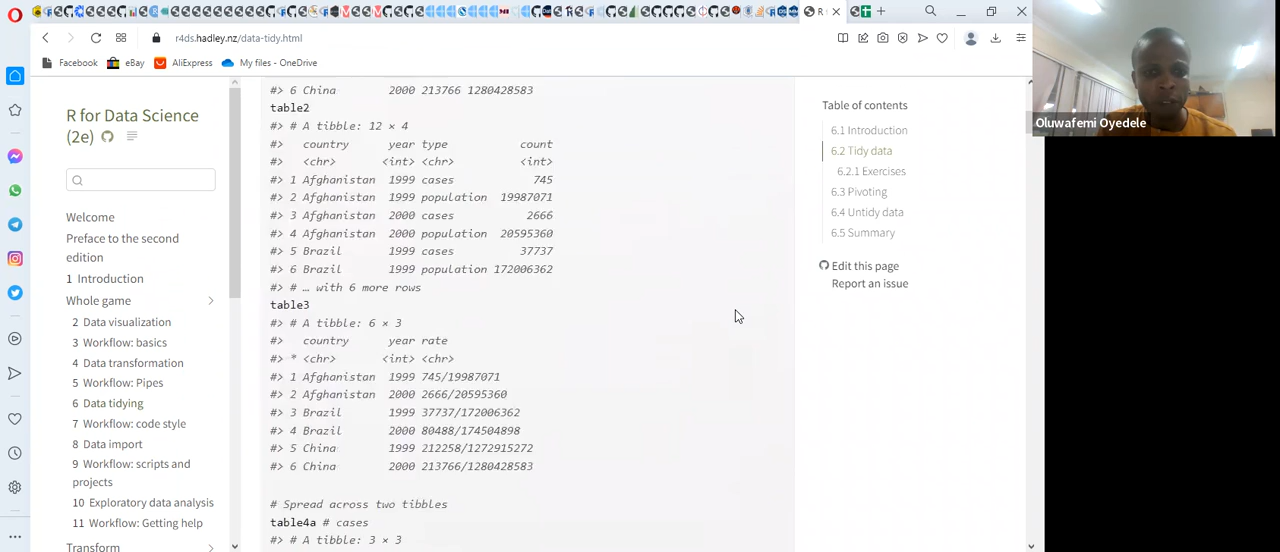 r4ds.hadley.nz/data-tidy.html
Facebook
eBay
AliExpress
My files - OneDrive
R for Data Science
(2e)
Welcome
Preface to the second
edition
1 Introduction
Whole game
2 Data visualization
3 Workflow: basics
4 Data transformation
5 Workflow: Pipes
6 Data tidying
7 Workflow: code style
8 Data import
9 Workflow: scripts and
projects
10 Exploratory data analysis
11 Workflow: Getting help
Transform
#> 6 China 2000 213766 1280428583
table2
#> # A tibble: 12 × 4
#> country year type count
#> <chr> <int> <chr> <int>
#> 1 Afghanistan 1999 cases 745
#> 2 Afghanistan 1999 population 19987071
#> 3 Afghanistan 2000 cases 2666
#> 4 Afghanistan 2000 population 20595360
#> 5 Brazil 1999 cases 37737
#> 6 Brazil 1999 population 172006362
#> # … with 6 more rows
table3
#> # A tibble: 6 × 3
#> country year rate
#> * <chr> <int> <chr>
#> 1 Afghanistan 1999 745/19987071
#> 2 Afghanistan 2000 2666/20595360
#> 3 Brazil 1999 37737/172006362
#> 4 Brazil 2000 80488/174504898
#> 5 China 1999 212258/1272915272
#> 6 China 2000 213766/1280428583
# Spread across two tibbles
table4a # cases
#> # A tibble: 3 × 3
Table of contents
6.1 Introduction
6.2 Tidy data
6.2.1 Exercises
6.3 Pivoting
6.4 Untidy data
6.5 Summary
Edit this page
Report an issue
Oluwafemi Oyedele